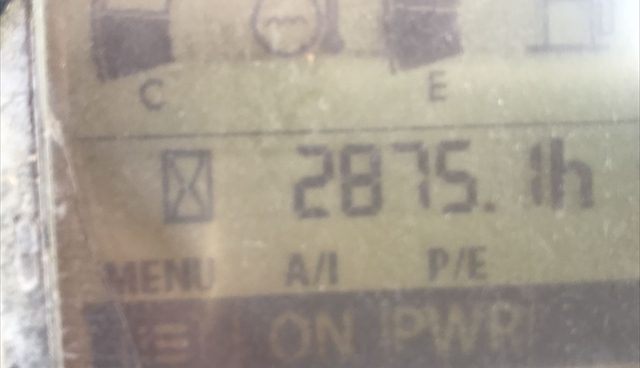 C E
2875.1h
MENU A/I P/E
ON PWR